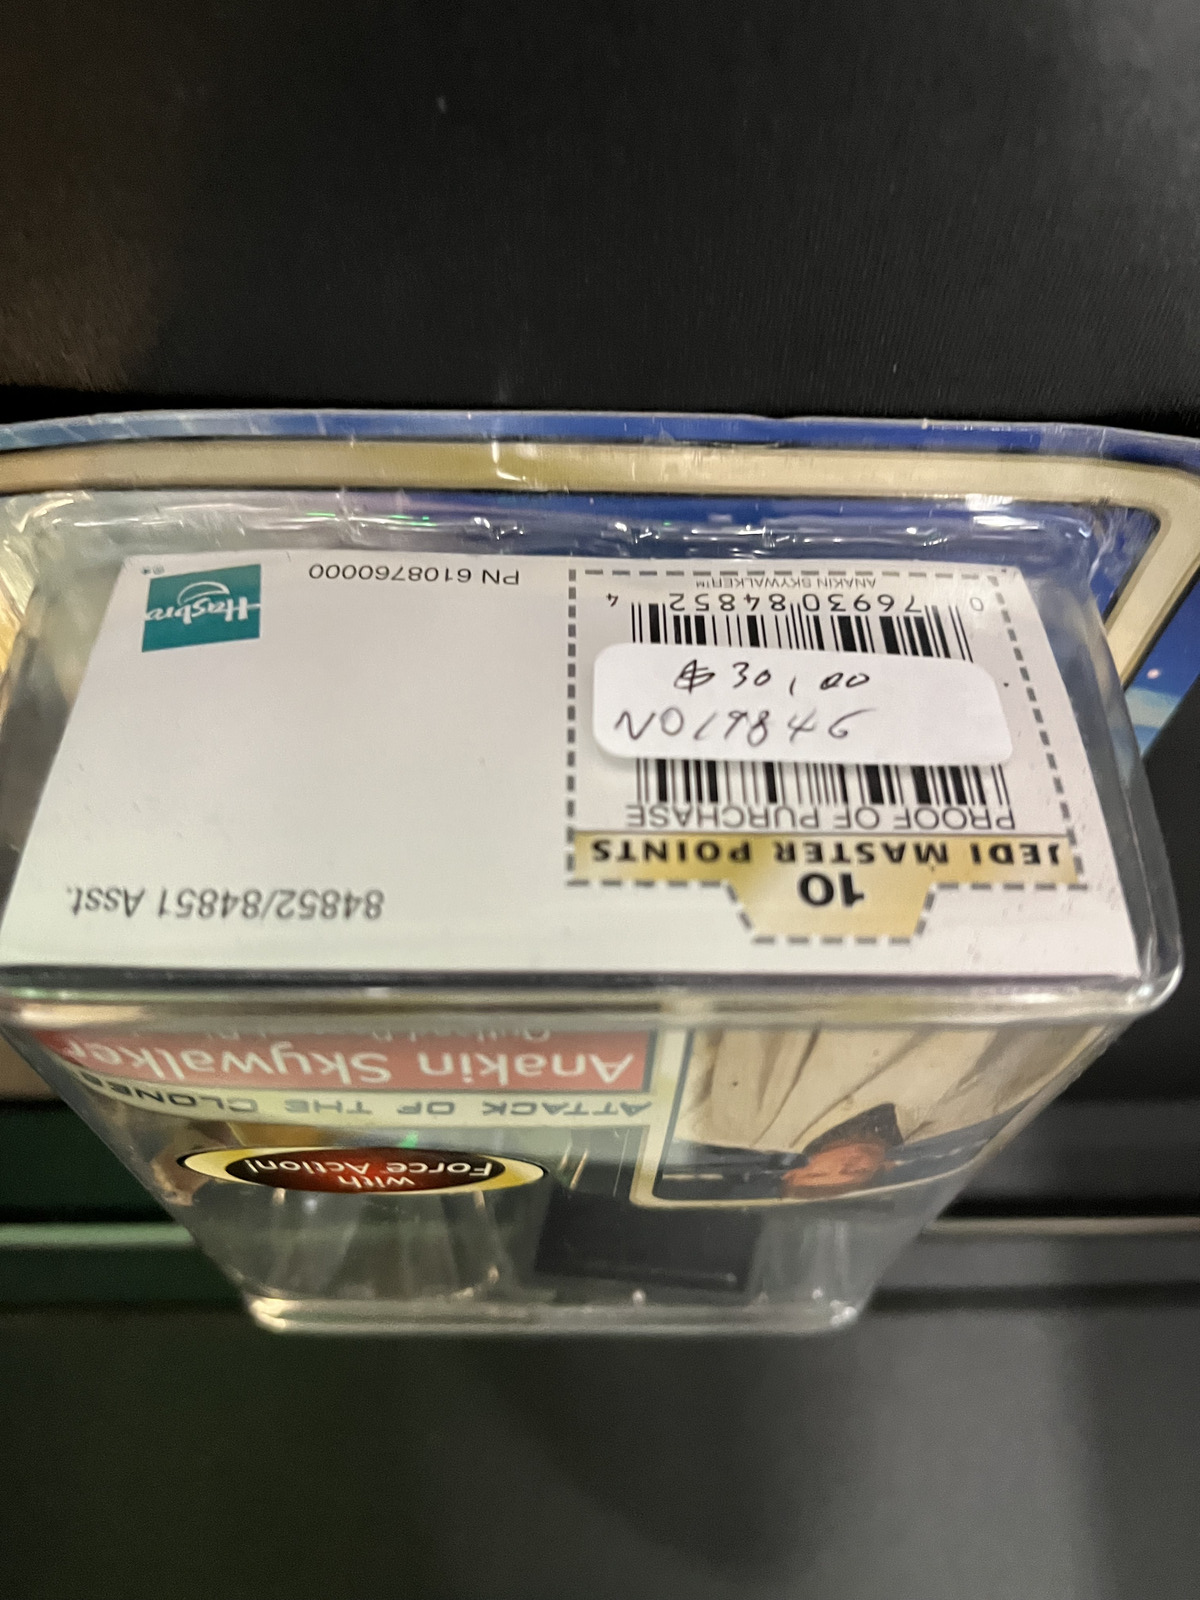 $30.00
NO19846
84852/84851 Asst.
10
JEDI MASTER POINTS
PROOF OF PURCHASE
0 76930 84852 4
ANAKIN SKYWALKER™
PN 6108760000
Hasbro
with
Force Action!
ATTACK OF THE CLONES
Anakin Skywalker